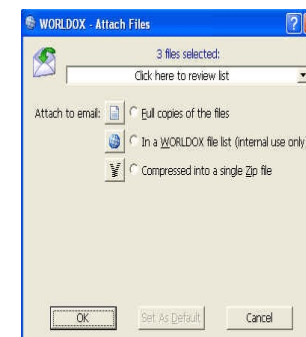 WORLDOX - Attach Files
3 files selected:
Click here to review list
Attach to email:
Full copies of the files
In a WORLDOX file list (internal use only
Compressed into a single Zip file
OK
Set As Default
Cancel